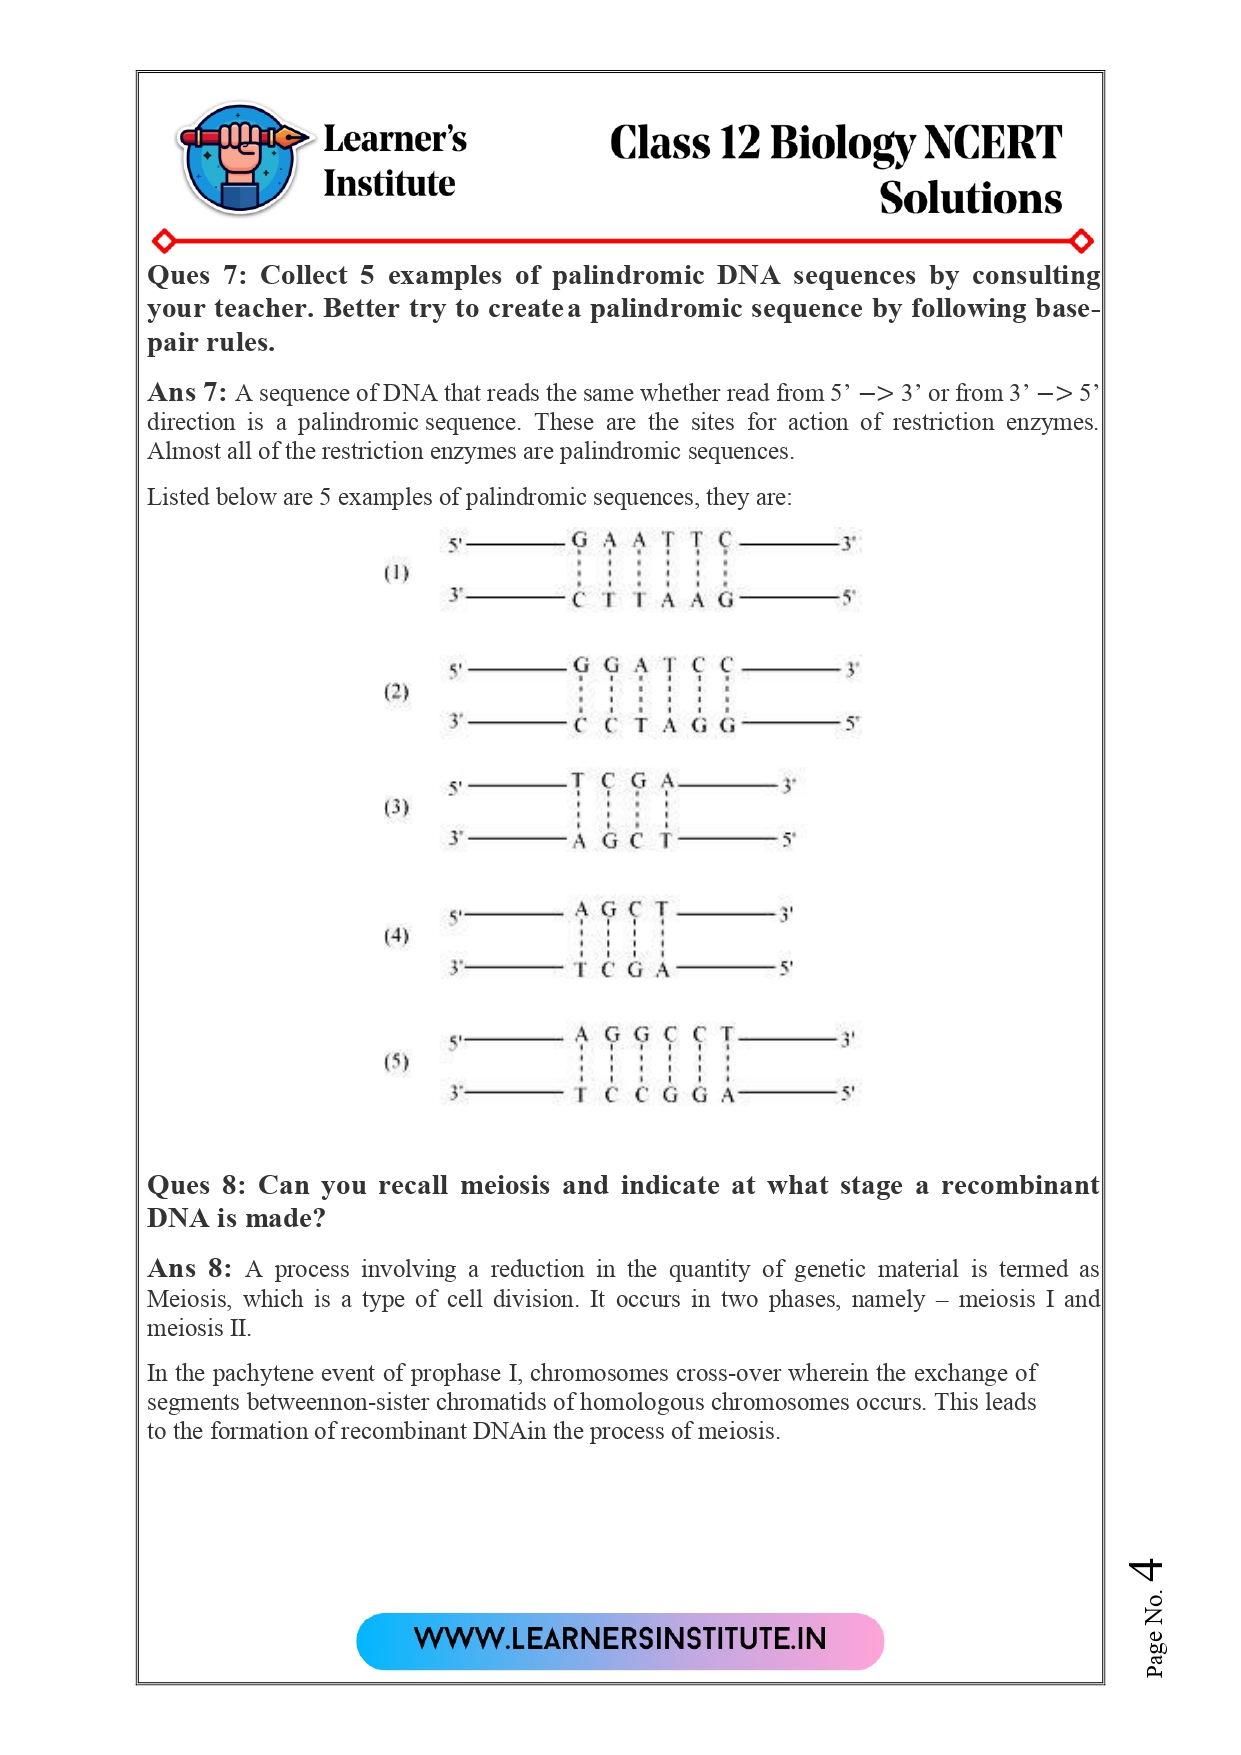 Learner's
Institute
Class 12 Biology NCERT
Solutions
Ques 7: Collect 5 examples of palindromic DNA sequences by consulting
your teacher. Better try to create a palindromic sequence by following base-
pair rules.
Ans 7: A sequence of DNA that reads the same whether read from 5’ –> 3’ or from 3’ –> 5’
direction is a palindromic sequence. These are the sites for action of restriction enzymes.
Almost all of the restriction enzymes are palindromic sequences.
Listed below are 5 examples of palindromic sequences, they are:
5' G A A T T C 3'
(1)
3' C T T A A G 5'
5' G G A T C C 3'
(2)
3' C C T A G G 5'
5' T C G A 3'
(3)
3' A G C T 5'
5' A G C T 3'
(4)
3' T C G A 5'
5' A G G C C T 3'
(5)
3' T C C G G A 5'
Ques 8: Can you recall meiosis and indicate at what stage a recombinant
DNA is made?
Ans 8: A process involving a reduction in the quantity of genetic material is termed as
Meiosis, which is a type of cell division. It occurs in two phases, namely – meiosis I and
meiosis II.
In the pachytene event of prophase I, chromosomes cross-over wherein the exchange of
segments betweennon-sister chromatids of homologous chromosomes occurs. This leads
to the formation of recombinant DNAin the process of meiosis.
Page No. 4
WWW.LEARNERSINSTITUTE.IN